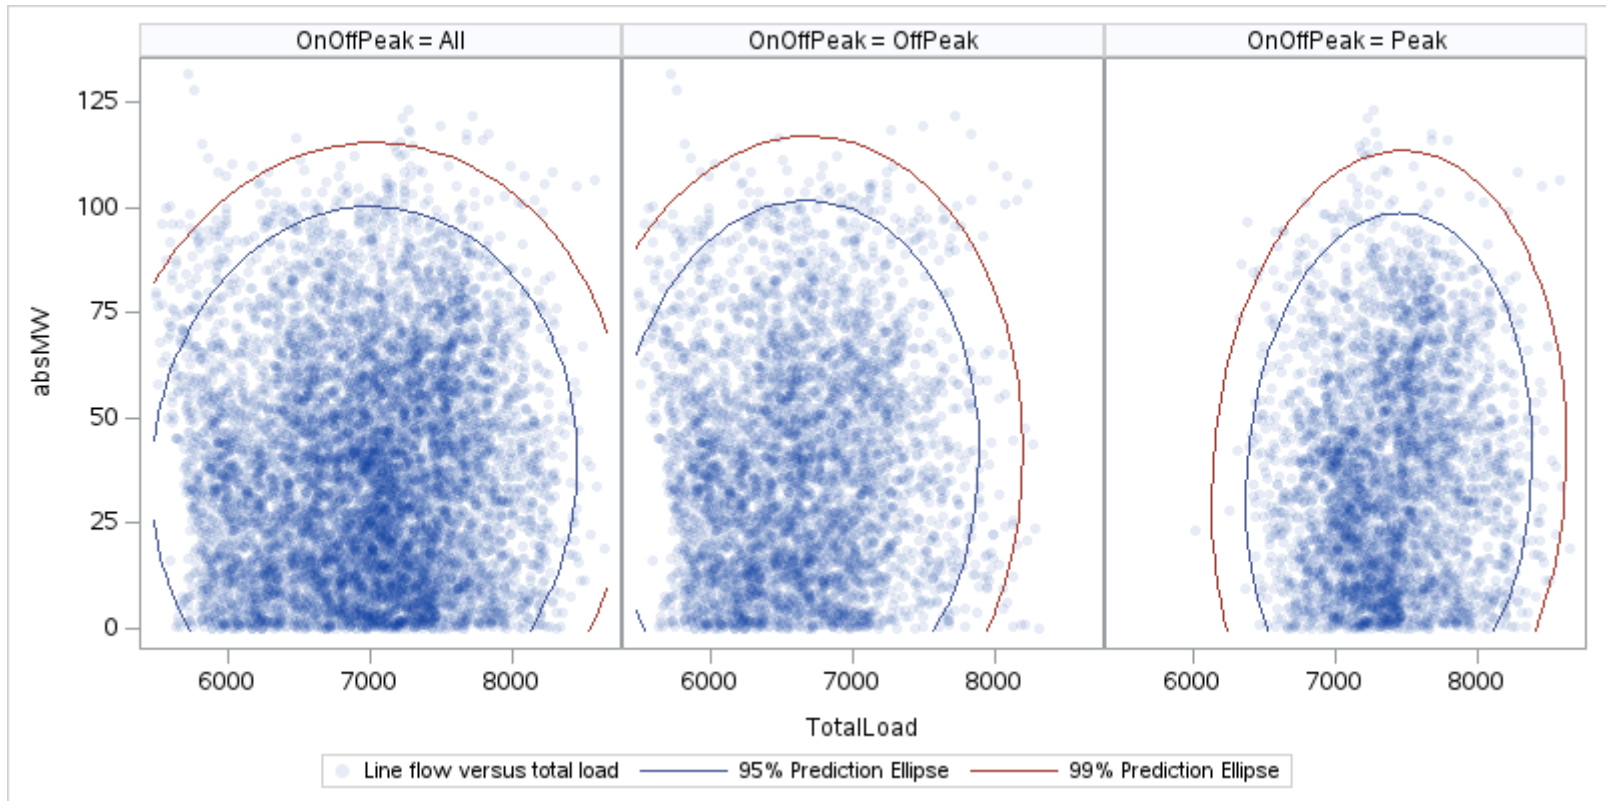 OnOffPeak = All OnOffPeak = OffPeak OnOffPeak = Peak
125
100
75
50
25
0
absMW
6000 7000 8000 6000 7000 8000 6000 7000 8000
TotalLoad
Line flow versus total load 95% Prediction Ellipse 99% Prediction Ellipse